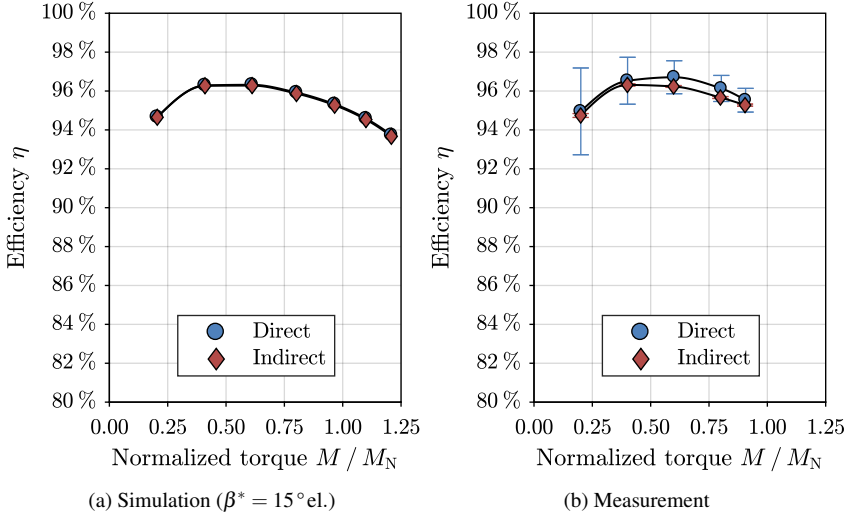 100 %
98 %
96 %
94 %
92 %
90 %
88 %
86 %
84 %
82 %
80 %
Efficiency η
Direct
Indirect
0.00 0.25 0.50 0.75 1.00 1.25
Normalized torque M / M_N
(a) Simulation (β* = 15°el.)
100 %
98 %
96 %
94 %
92 %
90 %
88 %
86 %
84 %
82 %
80 %
Efficiency η
Direct
Indirect
0.00 0.25 0.50 0.75 1.00 1.25
Normalized torque M / M_N
(b) Measurement